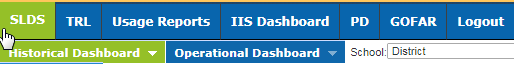 SLDS TRL Usage Reports IIS Dashboard PD GOFAR Logout
Historical Dashboard Operational Dashboard School: District